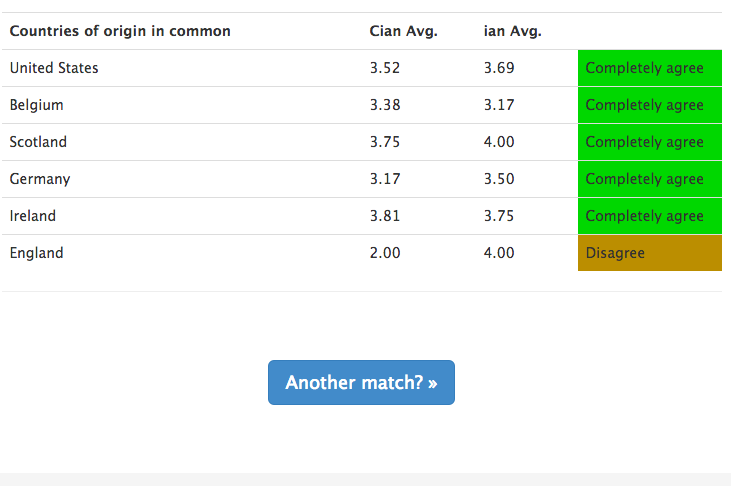 Countries of origin in common Cian Avg. ian Avg.
United States 3.52 3.69 Completely agree
Belgium 3.38 3.17 Completely agree
Scotland 3.75 4.00 Completely agree
Germany 3.17 3.50 Completely agree
Ireland 3.81 3.75 Completely agree
England 2.00 4.00 Disagree
Another match? »